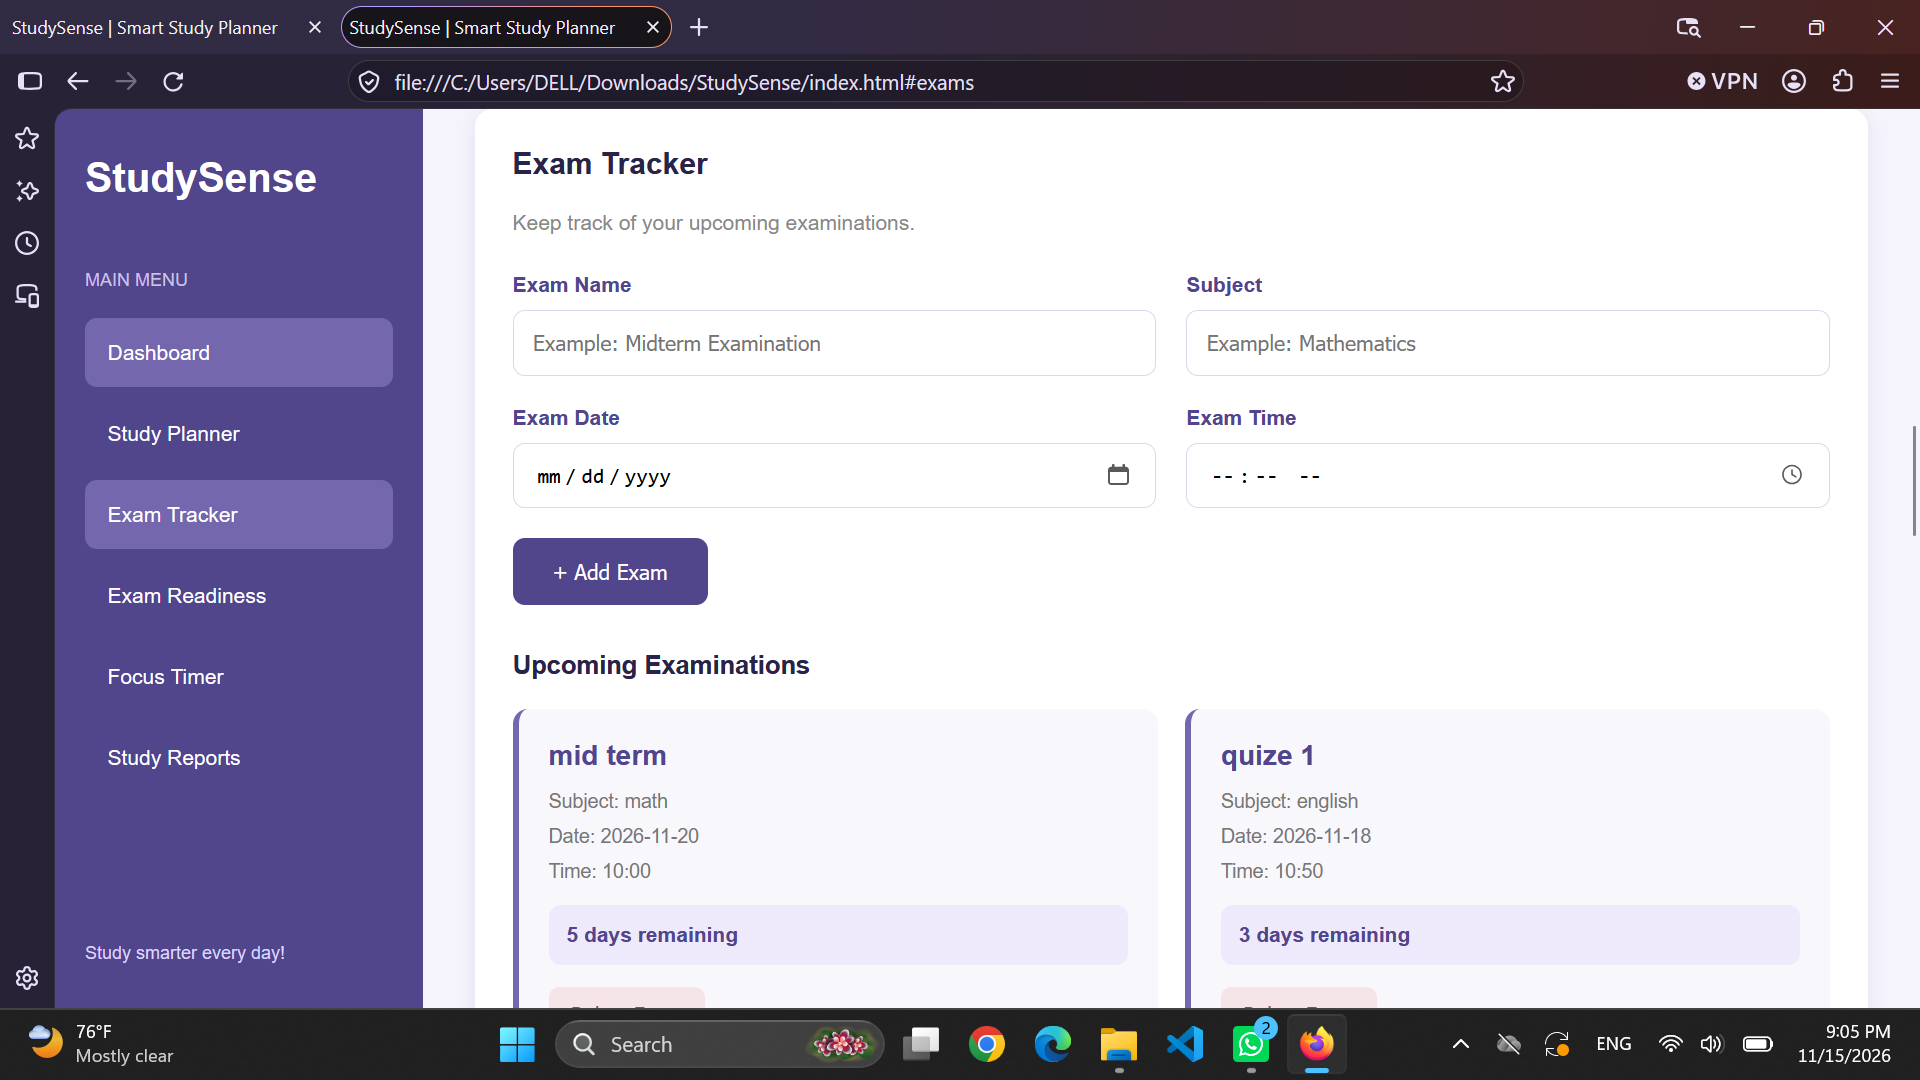 StudySense | Smart Study Planner
StudySense | Smart Study Planner
file:///C:/Users/DELL/Downloads/StudySense/index.html#exams
VPN
StudySense
MAIN MENU
Dashboard
Study Planner
Exam Tracker
Exam Readiness
Focus Timer
Study Reports
Study smarter every day!
Exam Tracker
Keep track of your upcoming examinations.
Exam Name
Subject
Example: Midterm Examination
Example: Mathematics
Exam Date
Exam Time
mm / dd / yyyy
-- : -- --
+ Add Exam
Upcoming Examinations
mid term
Subject: math
Date: 2026-11-20
Time: 10:00
5 days remaining
quize 1
Subject: english
Date: 2026-11-18
Time: 10:50
3 days remaining
76°F
Mostly clear
Search
2
ENG
9:05 PM
11/15/2026